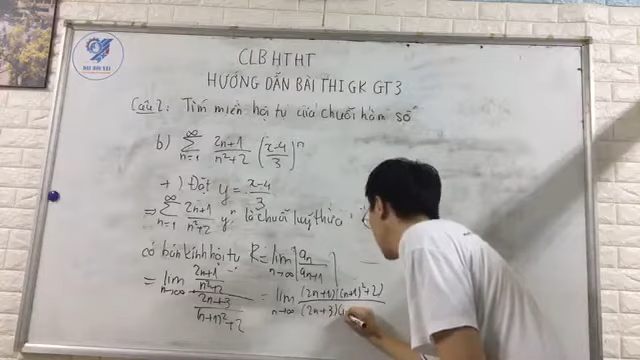 CLB HTHT
HƯỚNG DẪN BÀI THI GK GT3
Câu 2: Tìm miền hội tụ của chuỗi hàm số
b) ∑_{n=1}^{∞} (2n+1)/(n²+2) ((x-4)/3)^n
+) Đặt y = (x-4)/3
⇒ ∑_{n=1}^{∞} (2n+1)/(n²+2) y^n là chuỗi luỹ thừa
có bán kính hội tụ R = lim_{n→∞} |a_n/a_{n+1}|
= lim_{n→∞} ((2n+1)/(n²+2))/((2n+3)/((n+1)²+2)) = lim_{n→∞} (2n+1)((n+1)²+2)/(2n+3)(